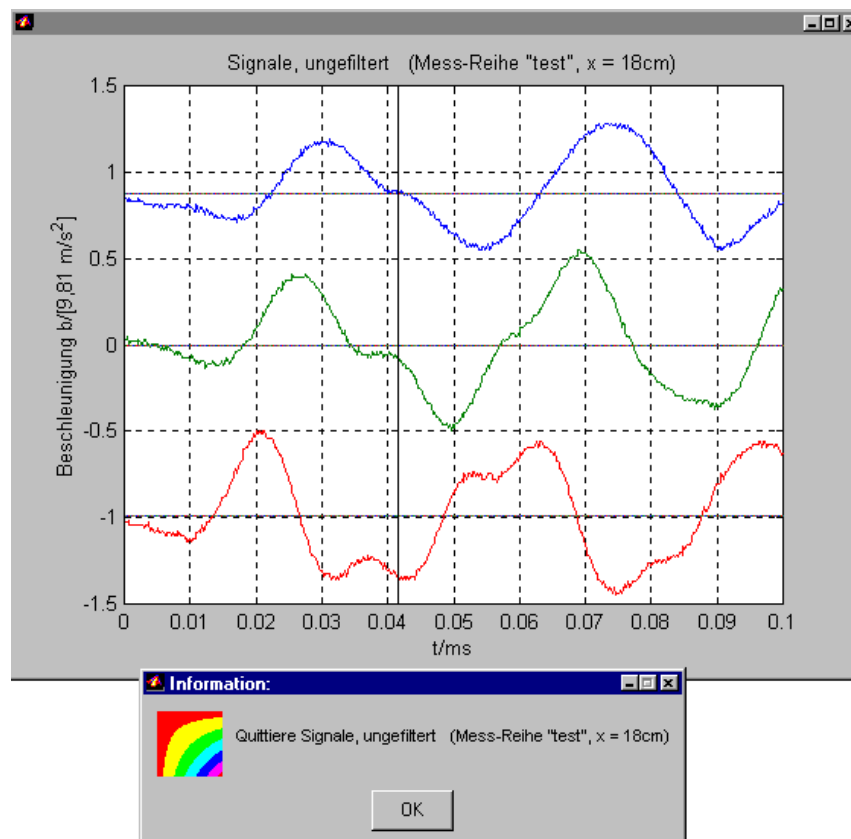 Signale, ungefiltert (Mess-Reihe "test", x = 18cm)
1.5
1
0.5
0
-0.5
-1
-1.5
Beschleunigung b/[9,81 m/s²]
0 0.01 0.02 0.03 0.04 0.05 0.06 0.07 0.08 0.09 0.1
t/ms
Information:
Quittiere Signale, ungefiltert (Mess-Reihe "test", x = 18cm)
OK